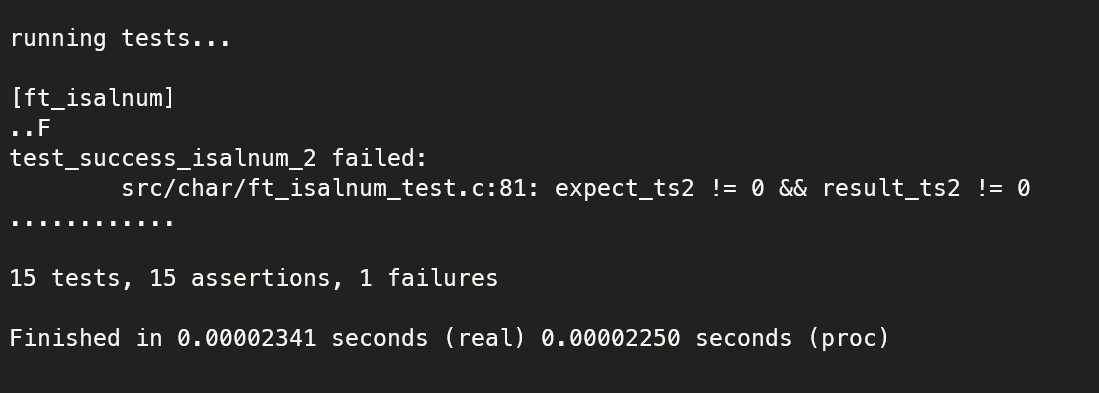 running tests...
[ft_isalnum]
..F
test_success_isalnum_2 failed:
src/char/ft_isalnum_test.c:81: expect_ts2 != 0 && result_ts2 != 0
............
15 tests, 15 assertions, 1 failures
Finished in 0.00002341 seconds (real) 0.00002250 seconds (proc)